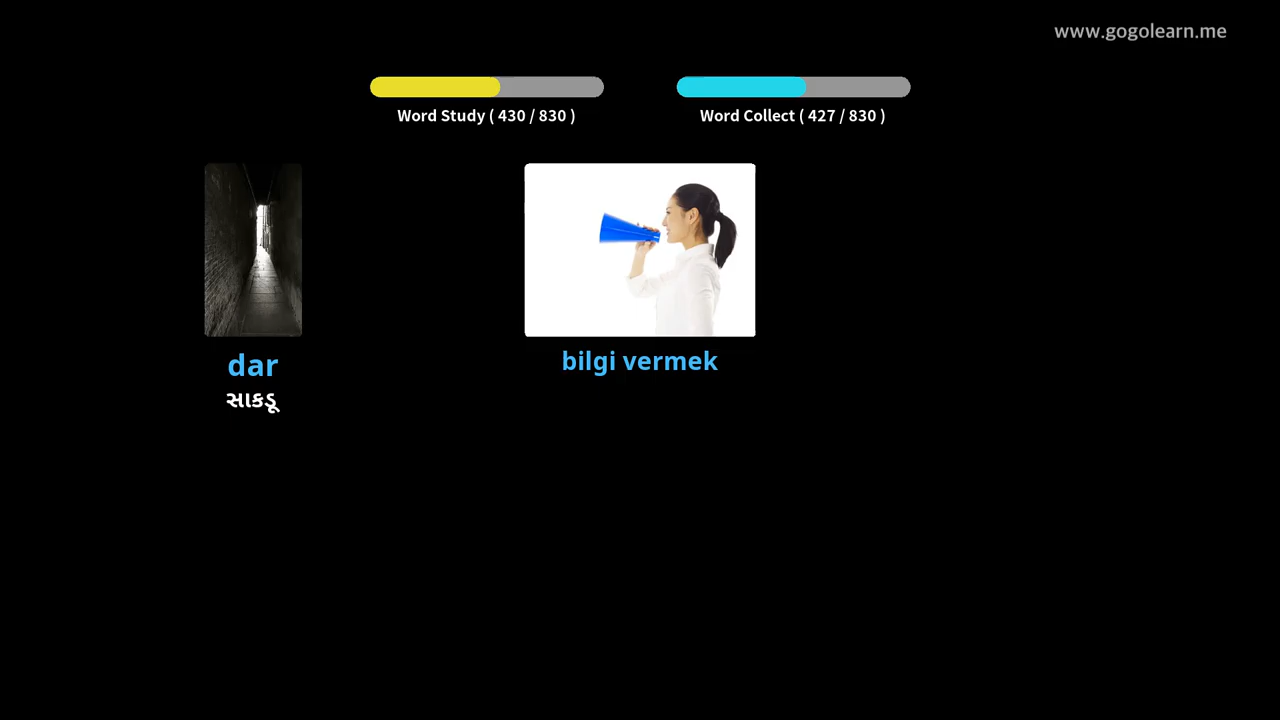 www.gogolearn.me
Word Study ( 430 / 830 )
Word Collect ( 427 / 830 )
dar
સાકડૂ
bilgi vermek